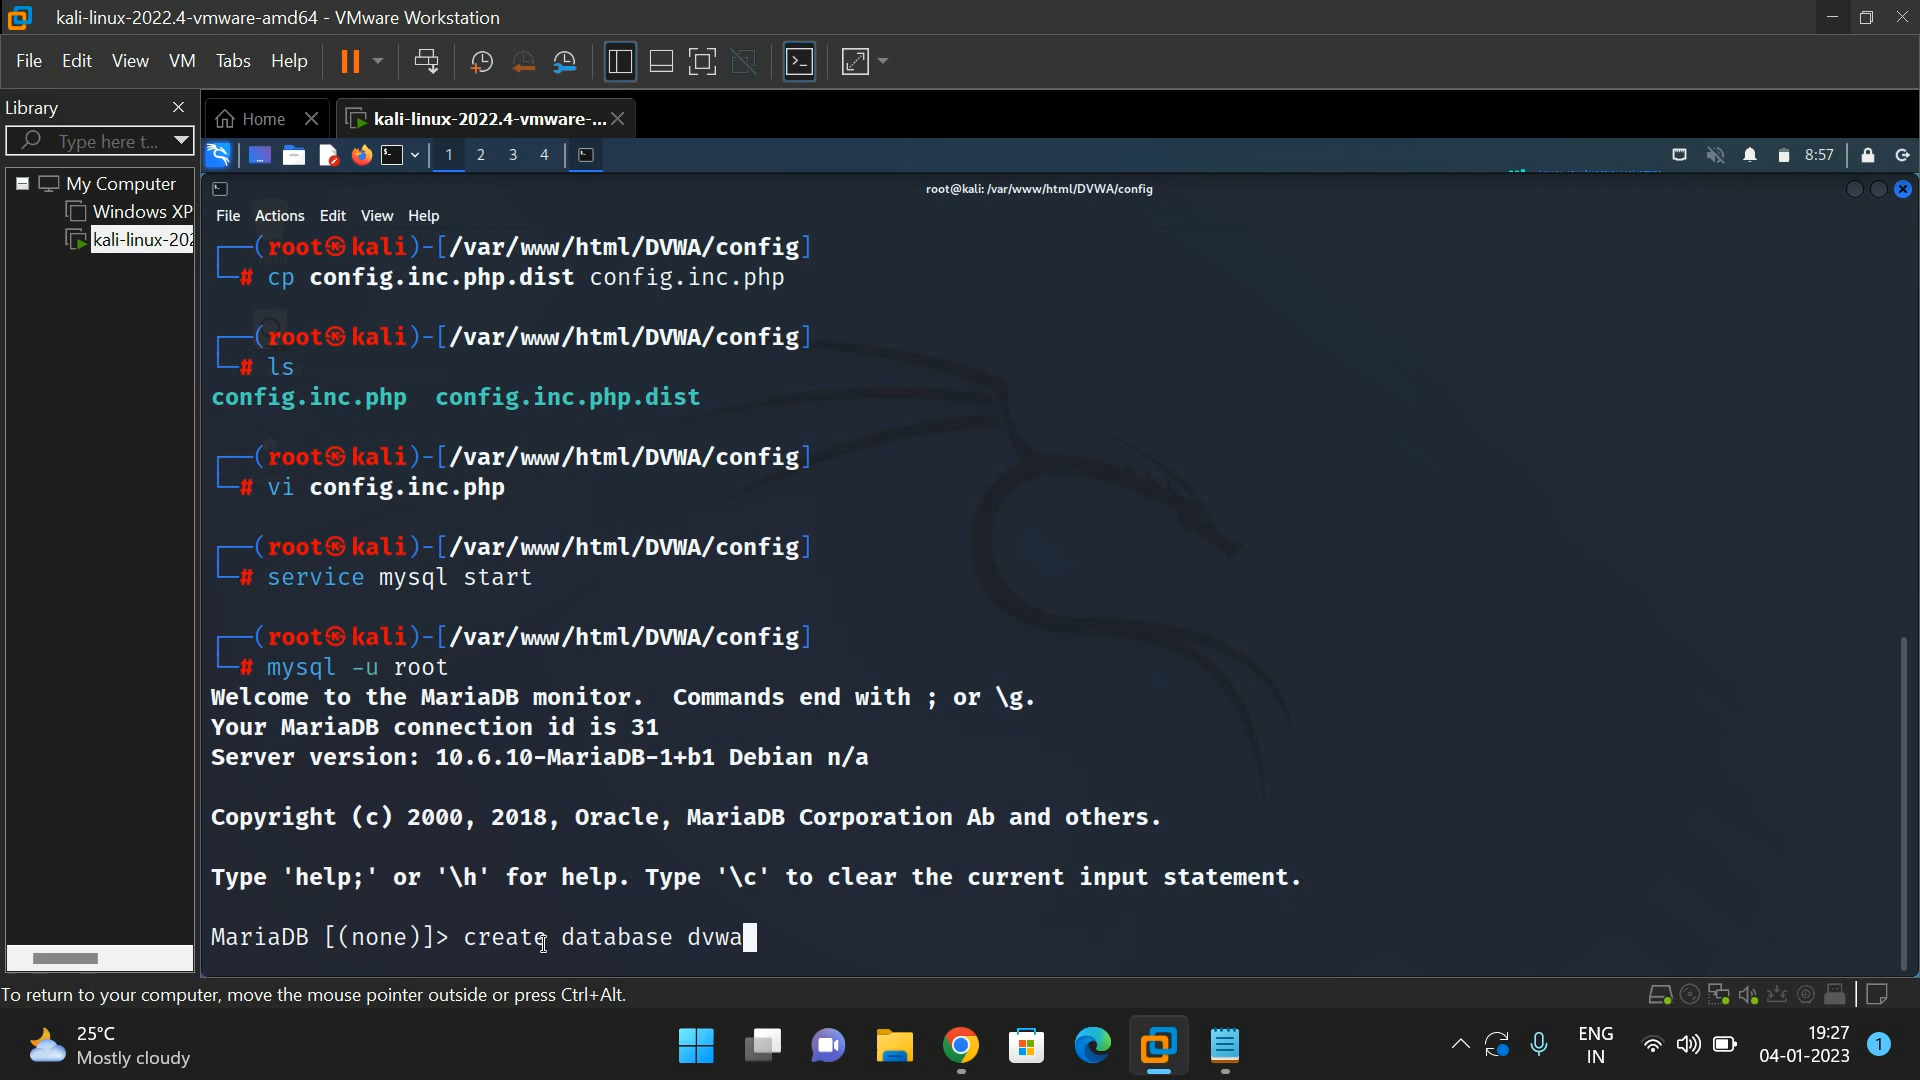 kali-linux-2022.4-vmware-amd64 - VMware Workstation
File Edit View VM Tabs Help
Library
Home
kali-linux-2022.4-vmware-...
Type here t...
1 2 3 4
8:57
My Computer
Windows XP
kali-linux-202
root@kali: /var/www/html/DVWA/config
File Actions Edit View Help
┌──(root㉿kali)-[/var/www/html/DVWA/config]
└─# cp config.inc.php.dist config.inc.php
┌──(root㉿kali)-[/var/www/html/DVWA/config]
└─# ls
config.inc.php config.inc.php.dist
┌──(root㉿kali)-[/var/www/html/DVWA/config]
└─# vi config.inc.php
┌──(root㉿kali)-[/var/www/html/DVWA/config]
└─# service mysql start
┌──(root㉿kali)-[/var/www/html/DVWA/config]
└─# mysql -u root
Welcome to the MariaDB monitor. Commands end with ; or \g.
Your MariaDB connection id is 31
Server version: 10.6.10-MariaDB-1+b1 Debian n/a
Copyright (c) 2000, 2018, Oracle, MariaDB Corporation Ab and others.
Type 'help;' or '\h' for help. Type '\c' to clear the current input statement.
MariaDB [(none)]> create database dvwa
To return to your computer, move the mouse pointer outside or press Ctrl+Alt.
25°C
Mostly cloudy
ENG
IN
19:27
04-01-2023
1